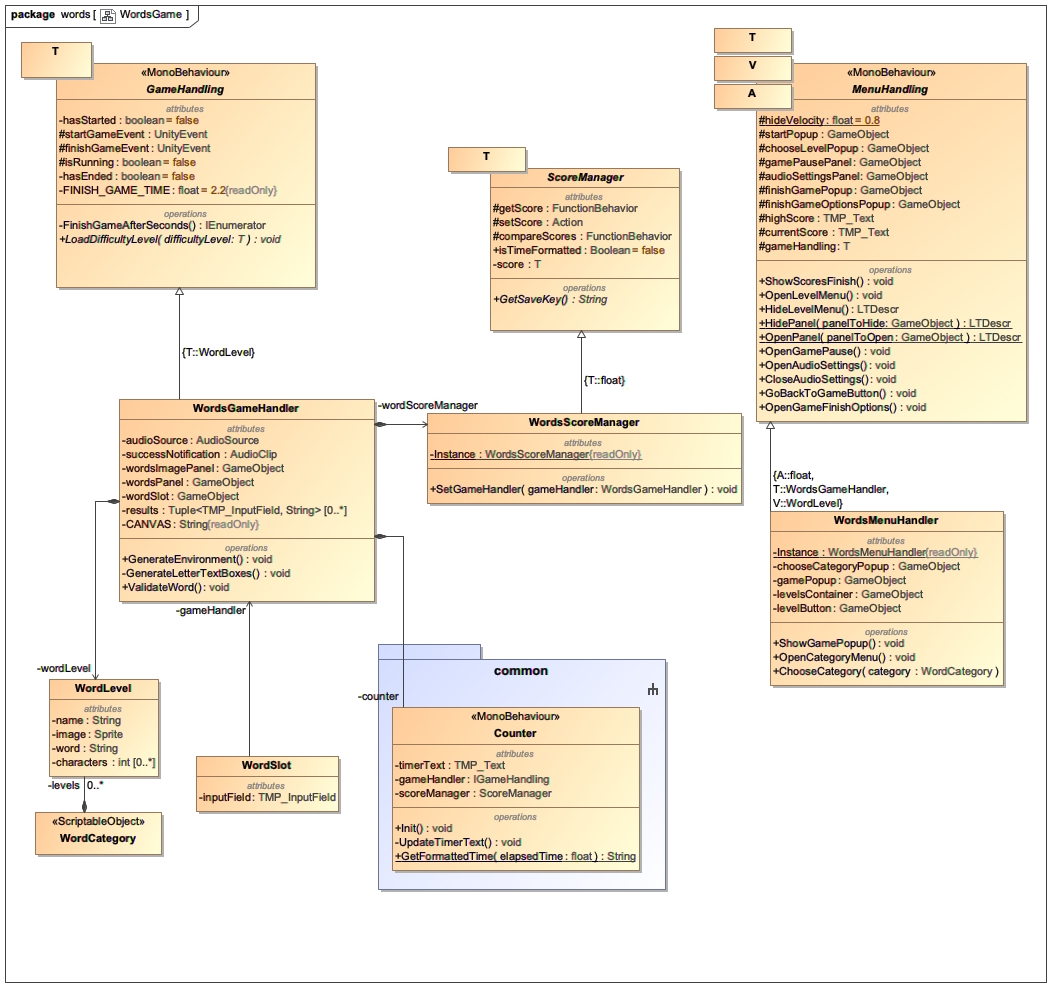 package words [ WordsGame ]
T
«MonoBehaviour»
GameHandling
attributes
-hasStarted : boolean = false
#startGameEvent : UnityEvent
#finishGameEvent : UnityEvent
#isRunning : boolean = false
-hasEnded : boolean = false
-FINISH_GAME_TIME : float = 2.2{readOnly}
operations
-FinishGameAfterSeconds() : IEnumerator
+LoadDifficultyLevel( difficultyLevel : T ) : void
T
ScoreManager
attributes
#getScore : FunctionBehavior
#setScore : Action
#compareScores : FunctionBehavior
+isTimeFormatted : Boolean = false
-score : T
operations
+GetSaveKey() : String
T
V
A
«MonoBehaviour»
MenuHandling
attributes
#hideVelocity : float = 0.8
#startPopup : GameObject
#chooseLevelPopup : GameObject
#gamePausePanel : GameObject
#audioSettingsPanel : GameObject
#finishGamePopup : GameObject
#finishGameOptionsPopup : GameObject
#highScore : TMP_Text
#currentScore : TMP_Text
#gameHandling : T
operations
+ShowScoresFinish() : void
+OpenLevelMenu() : void
+HideLevelMenu() : LTDescr
+HidePanel( panelToHide : GameObject ) : LTDescr
+OpenPanel( panelToOpen : GameObject ) : LTDescr
+OpenGamePause() : void
+OpenAudioSettings() : void
+CloseAudioSettings() : void
+GoBackToGameButton() : void
+OpenGameFinishOptions() : void
{T::WordLevel}
{T::float}
{A::float,
T::WordsGameHandler,
V::WordLevel}
WordsGameHandler
attributes
-audioSource : AudioSource
-successNotification : AudioClip
-wordsImagePanel : GameObject
-wordsPanel : GameObject
-wordSlot : GameObject
-results : Tuple<TMP_InputField, String> [0..*]
-CANVAS : String{readOnly}
operations
+GenerateEnvironment() : void
-GenerateLetterTextBoxes() : void
+ValidateWord() : void
-wordScoreManager
WordsScoreManager
attributes
-Instance : WordsScoreManager{readOnly}
operations
+SetGameHandler( gameHandler : WordsGameHandler ) : void
WordsMenuHandler
attributes
-Instance : WordsMenuHandler{readOnly}
-chooseCategoryPopup : GameObject
-gamePopup : GameObject
-levelsContainer : GameObject
-levelButton : GameObject
operations
+ShowGamePopup() : void
+OpenCategoryMenu() : void
+ChooseCategory( category : WordCategory )
-gameHandler
-wordLevel
-counter
WordLevel
attributes
-name : String
-image : Sprite
-word : String
-characters : int [0..*]
-levels 0..*
«ScriptableObject»
WordCategory
WordSlot
attributes
-inputField : TMP_InputField
common
«MonoBehaviour»
Counter
attributes
-timerText : TMP_Text
-gameHandler : IGameHandling
-scoreManager : ScoreManager
operations
+Init() : void
-UpdateTimerText() : void
+GetFormattedTime( elapsedTime : float ) : String